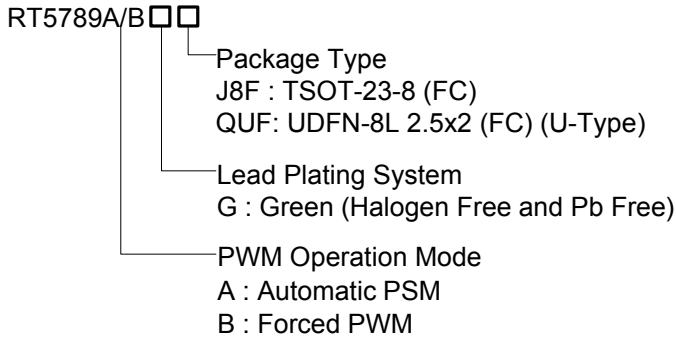 RT5789A/B□□
Package Type
J8F : TSOT-23-8 (FC)
QUF: UDFN-8L 2.5x2 (FC) (U-Type)
Lead Plating System
G : Green (Halogen Free and Pb Free)
PWM Operation Mode
A : Automatic PSM
B : Forced PWM